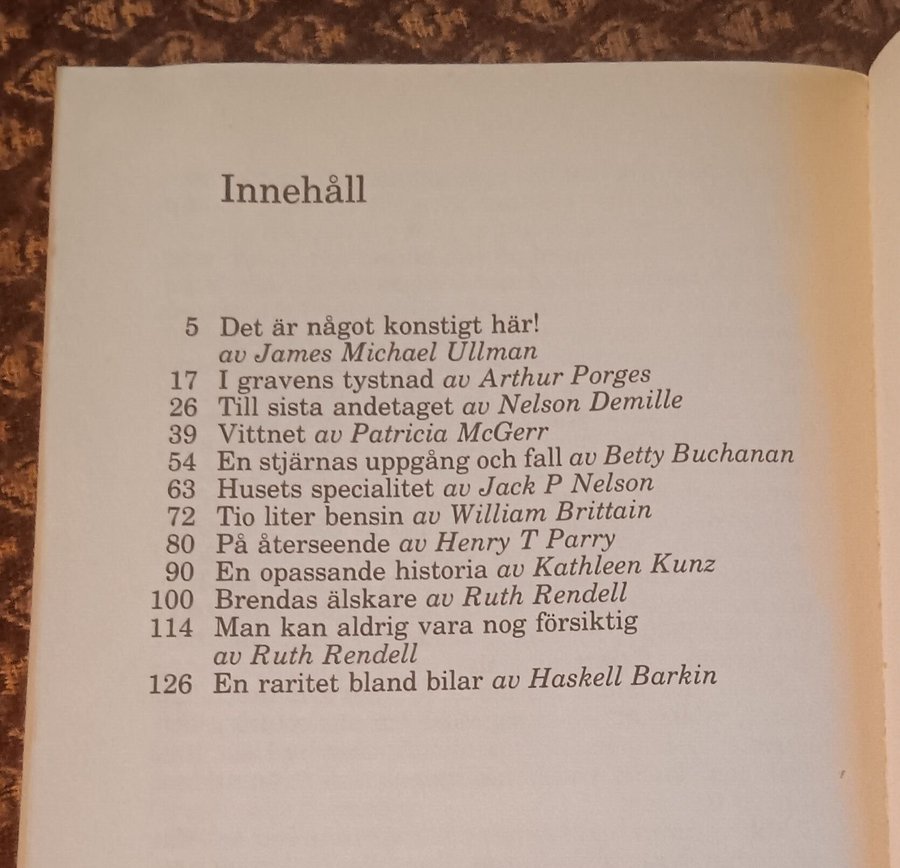 Innehåll
5 Det är något konstigt här!
av James Michael Ullman
17 I gravens tystnad av Arthur Porges
26 Till sista andetaget av Nelson Demille
39 Vittnet av Patricia McGerr
54 En stjärnas uppgång och fall av Betty Buchanan
63 Husets specialitet av Jack P Nelson
72 Tio liter bensin av William Brittain
80 På återseende av Henry T Parry
90 En opassande historia av Kathleen Kunz
100 Brendas älskare av Ruth Rendell
114 Man kan aldrig vara nog försiktig
av Ruth Rendell
126 En raritet bland bilar av Haskell Barkin